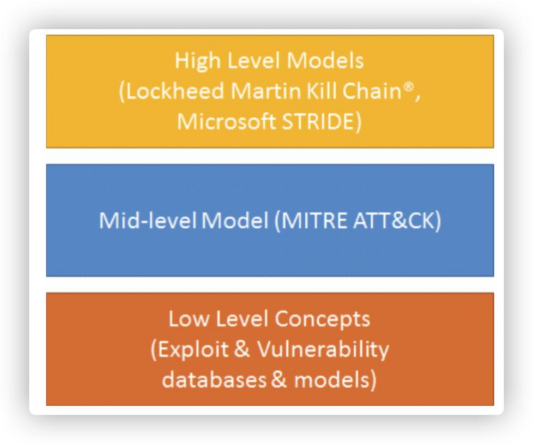 High Level Models
(Lockheed Martin Kill Chain®,
Microsoft STRIDE)
Mid-level Model (MITRE ATT&CK)
Low Level Concepts
(Exploit & Vulnerability
databases & models)